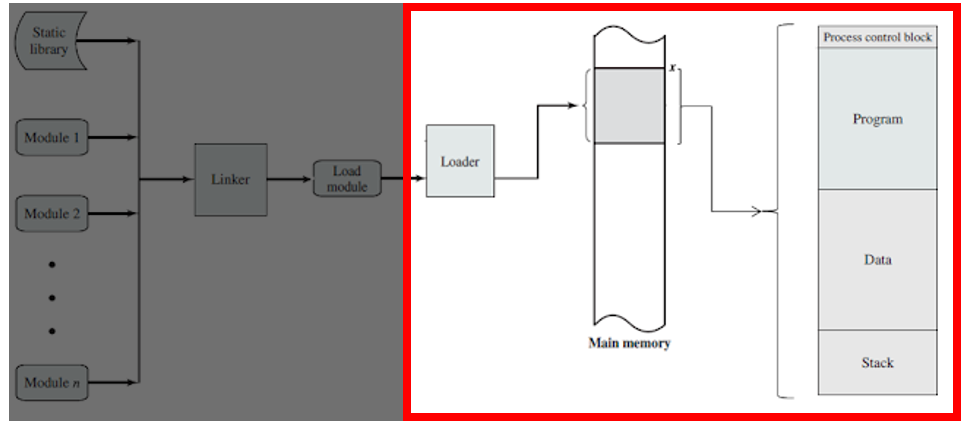 Static
library
Module 1
Module 2
Module n
Linker
Load
module
Loader
x
Main memory
Process control block
Program
Data
Stack